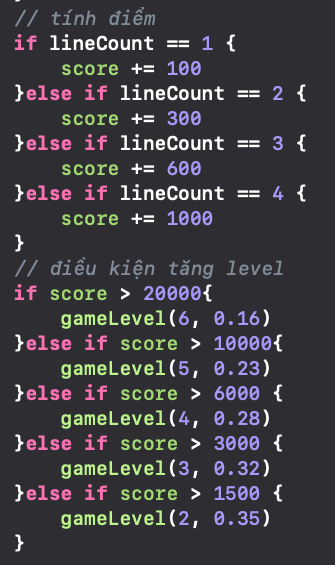 // tính điểm
if lineCount == 1 {
    score += 100
}else if lineCount == 2 {
    score += 300
}else if lineCount == 3 {
    score += 600
}else if lineCount == 4 {
    score += 1000
}
// điều kiện tăng level
if score > 20000{
    gameLevel(6, 0.16)
}else if score > 10000{
    gameLevel(5, 0.23)
}else if score > 6000 {
    gameLevel(4, 0.28)
}else if score > 3000 {
    gameLevel(3, 0.32)
}else if score > 1500 {
    gameLevel(2, 0.35)
}